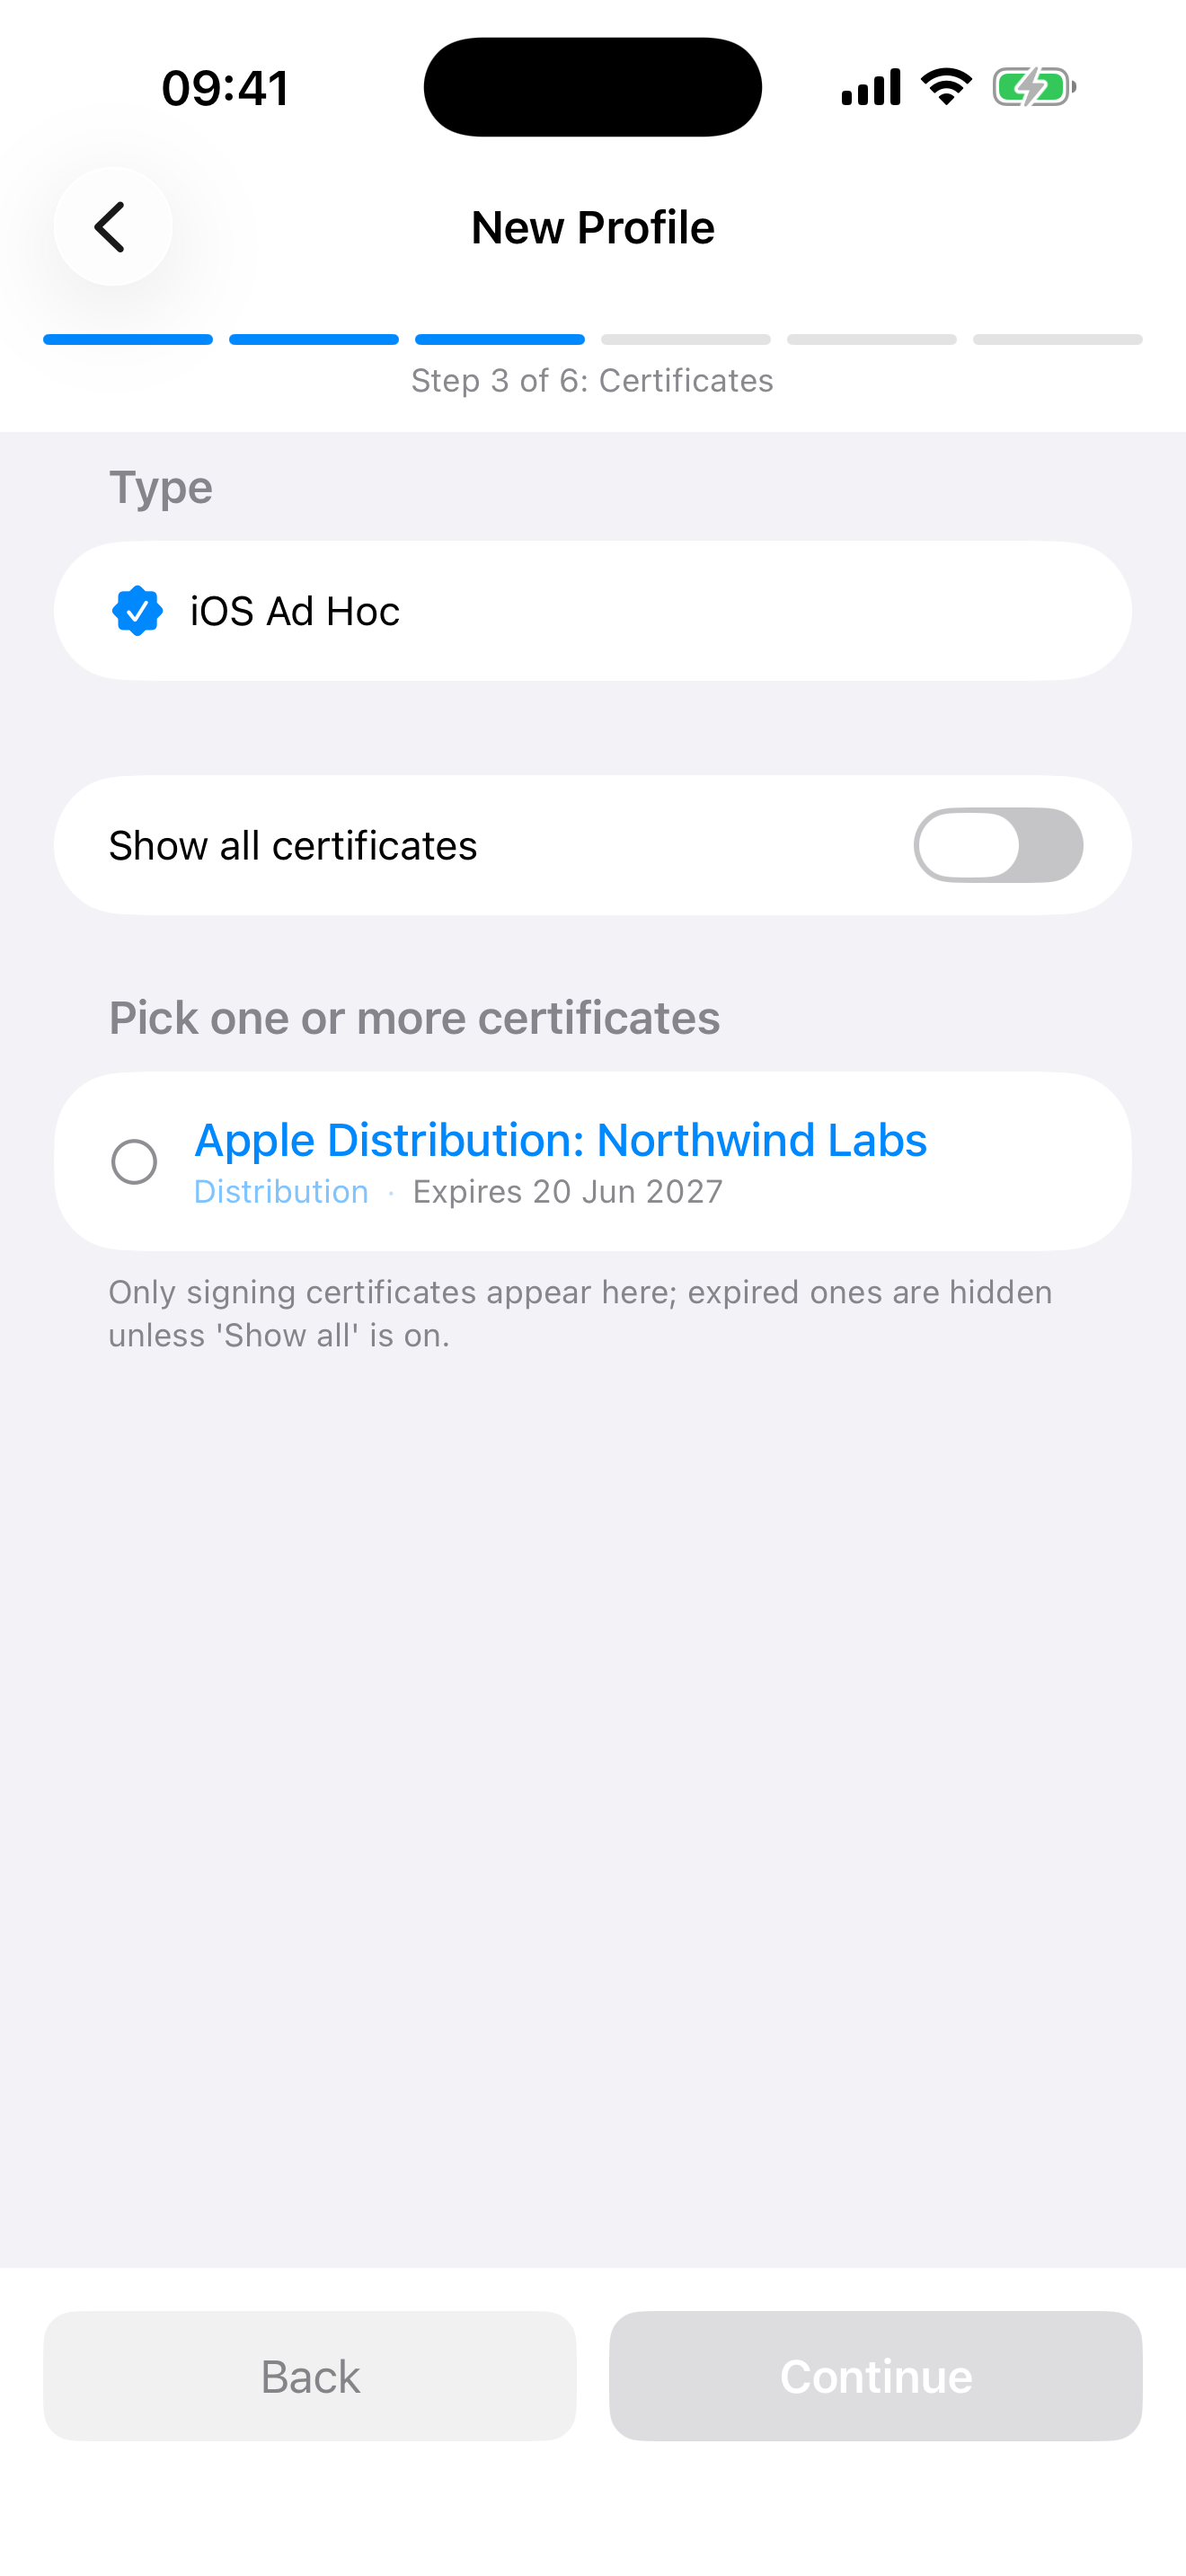 09:41
New Profile
Step 3 of 6: Certificates
Type
iOS Ad Hoc
Show all certificates
Pick one or more certificates
Apple Distribution: Northwind Labs
Distribution · Expires 20 Jun 2027
Only signing certificates appear here; expired ones are hidden
unless 'Show all' is on.
Back
Continue